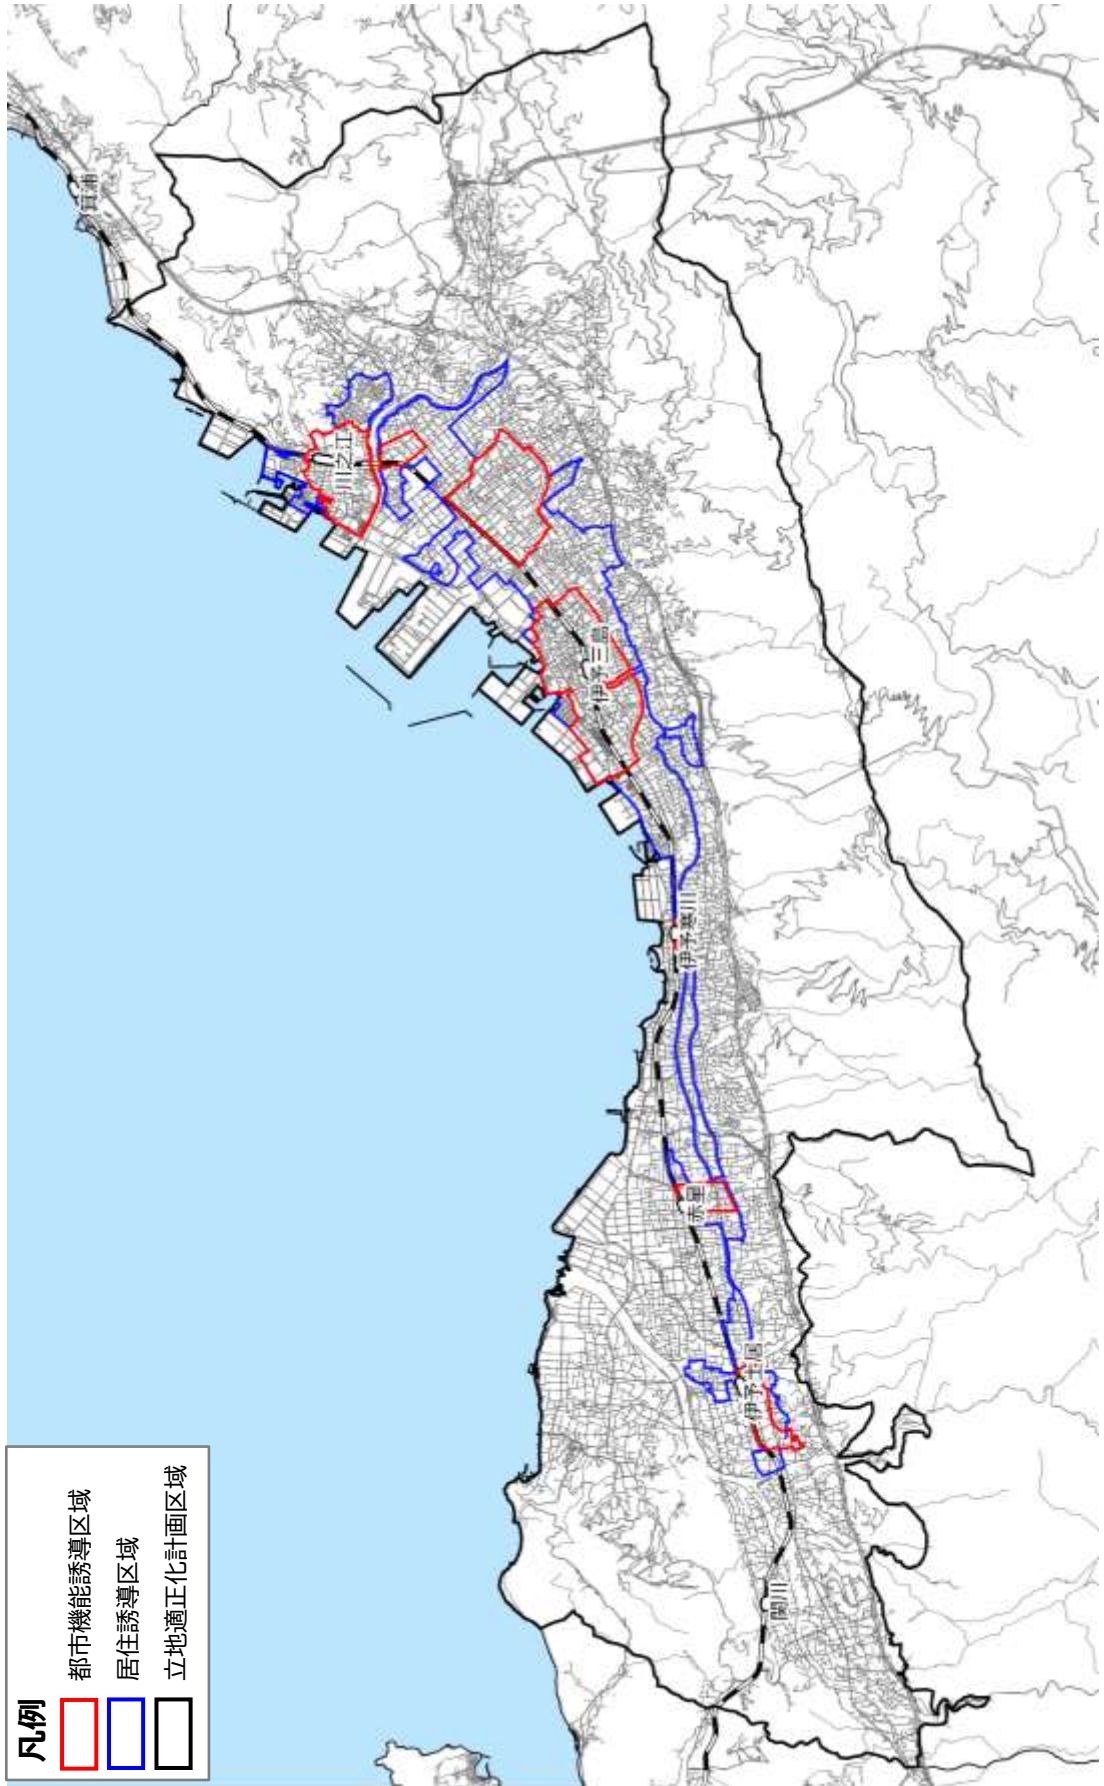 凡例
都市機能誘導区域
居住誘導区域
立地適正化計画区域
関川
伊予土居
赤星
伊予寒川
伊予三島
川之江
箕浦